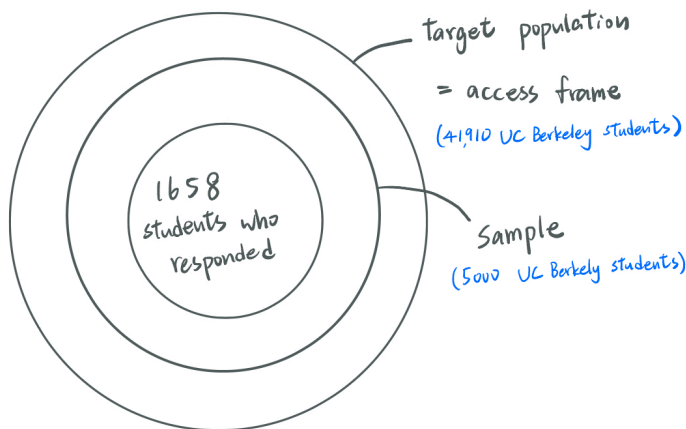 target population
= access frame
(41,910 UC Berkeley students)
1658
students who
responded
sample
(5000 UC Berkely students)